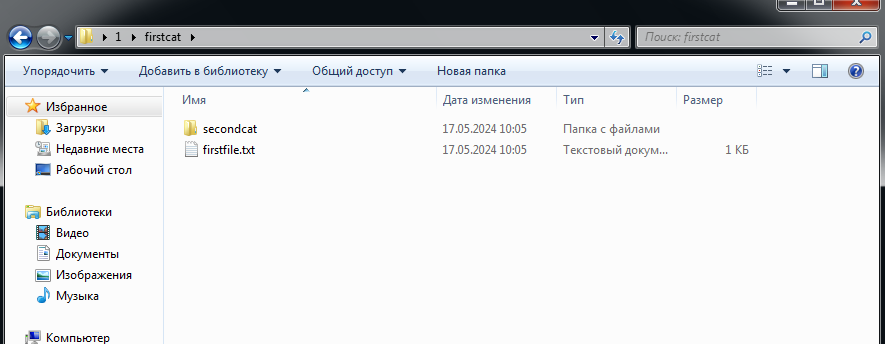 1 firstcat
Поиск: firstcat
Упорядочить Добавить в библиотеку Общий доступ Новая папка
Избранное
Загрузки
Недавние места
Рабочий стол
Библиотеки
Видео
Документы
Изображения
Музыка
Компьютер
Имя Дата изменения Тип Размер
secondcat 17.05.2024 10:05 Папка с файлами
firstfile.txt 17.05.2024 10:05 Текстовый докум... 1 КБ